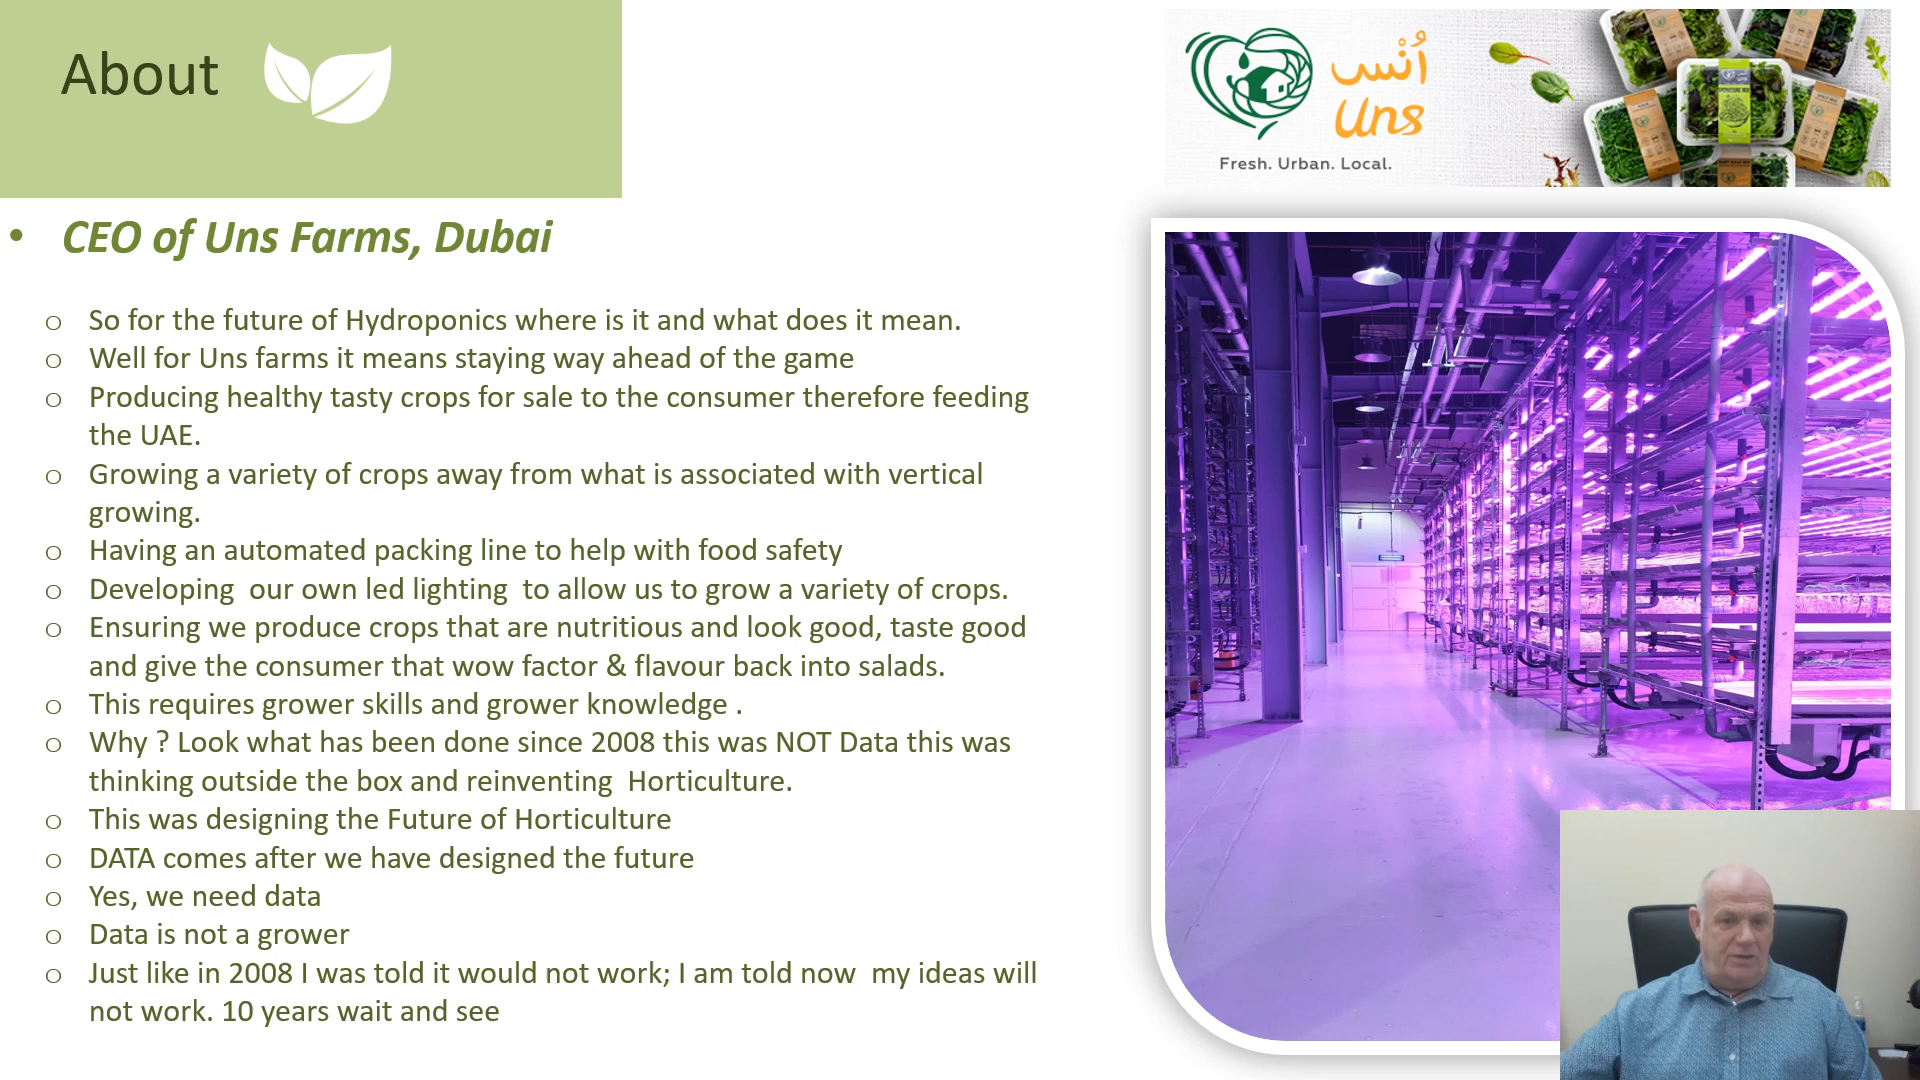 About
أُنْس
Uns
Fresh. Urban. Local.
• CEO of Uns Farms, Dubai
o So for the future of Hydroponics where is it and what does it mean.
o Well for Uns farms it means staying way ahead of the game
o Producing healthy tasty crops for sale to the consumer therefore feeding
the UAE.
o Growing a variety of crops away from what is associated with vertical
growing.
o Having an automated packing line to help with food safety
o Developing  our own led lighting  to allow us to grow a variety of crops.
o Ensuring we produce crops that are nutritious and look good, taste good
and give the consumer that wow factor & flavour back into salads.
o This requires grower skills and grower knowledge .
o Why ? Look what has been done since 2008 this was NOT Data this was
thinking outside the box and reinventing  Horticulture.
o This was designing the Future of Horticulture
o DATA comes after we have designed the future
o Yes, we need data
o Data is not a grower
o Just like in 2008 I was told it would not work; I am told now  my ideas will
not work. 10 years wait and see